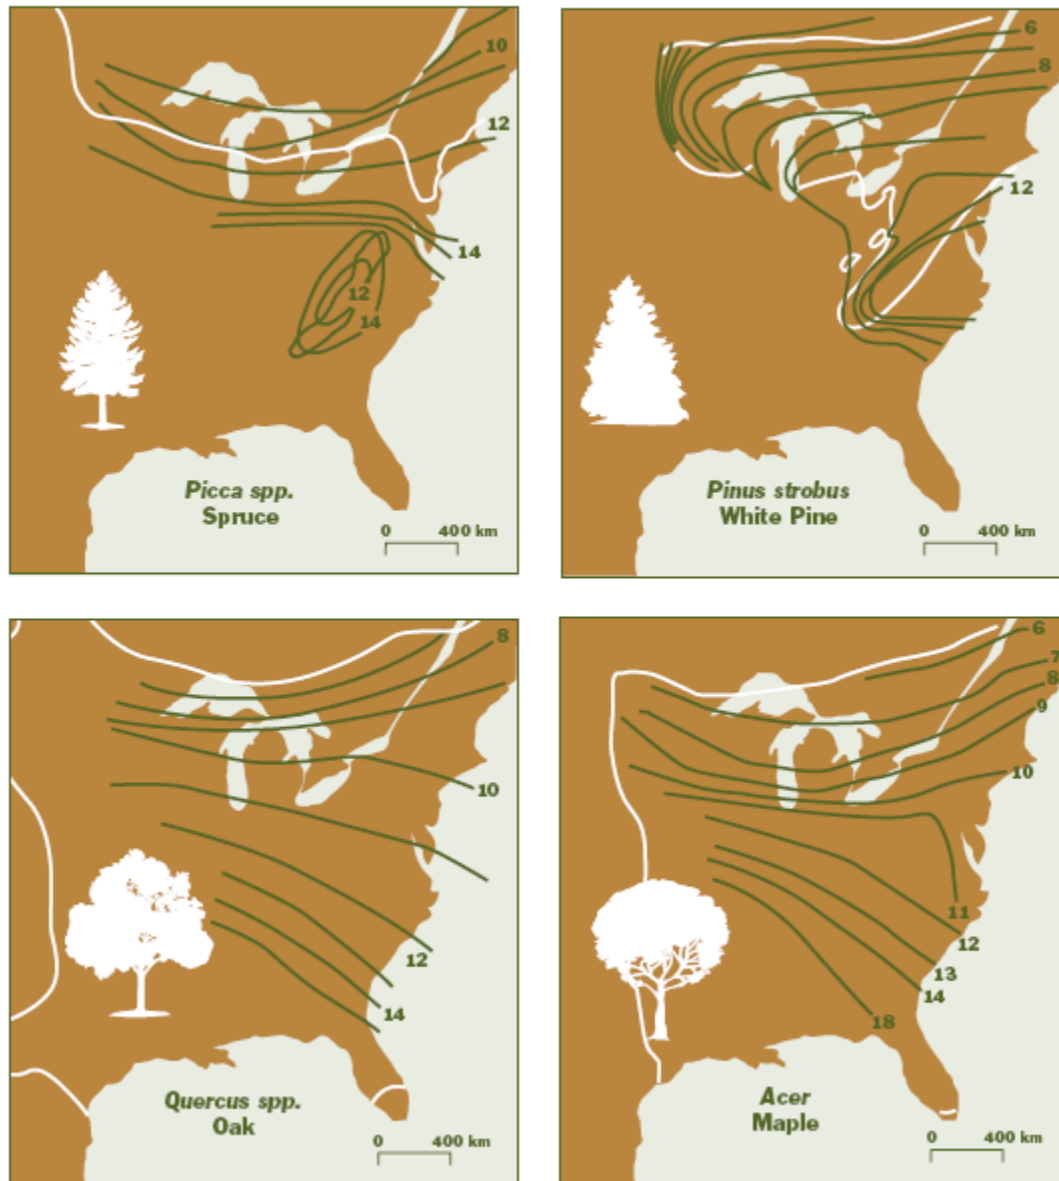 10
12
14
12
14
Picca spp.
Spruce
0 400 km
6
8
12
Pinus strobus
White Pine
0 400 km
8
10
12
14
Quercus spp.
Oak
0 400 km
6
7
8
9
10
11
12
13
14
18
Acer
Maple
0 400 km